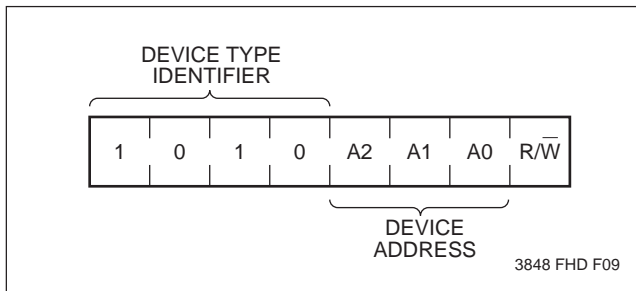 DEVICE TYPE
IDENTIFIER
1 0 1 0 A2 A1 A0 R/W̅
DEVICE
ADDRESS
3848 FHD F09